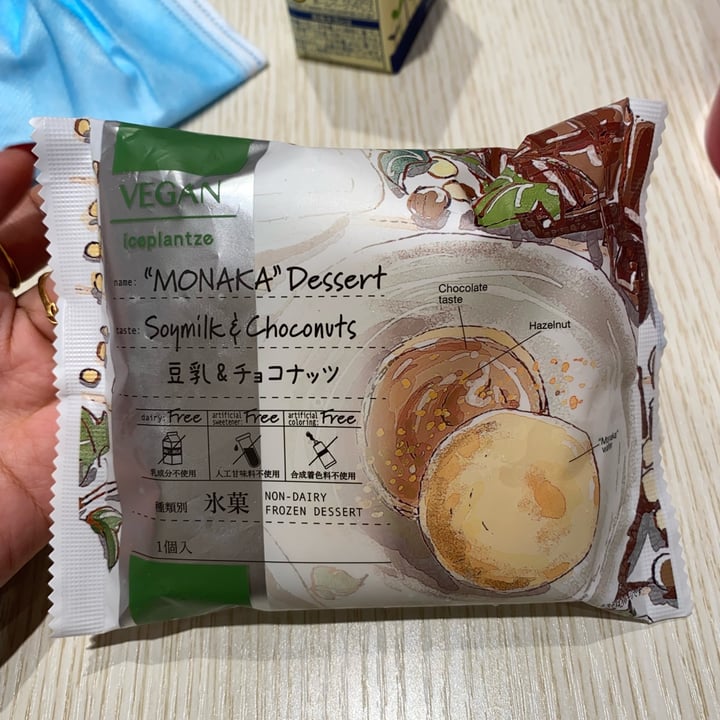 VEGAN
iceplantze
name: "MONAKA" Dessert
taste: Soymilk & Choconuts
豆乳&チョコナッツ
dairy: Free
artificial sweetener: Free
artificial coloring: Free
乳成分不使用
人工甘味料不使用
合成着色料不使用
種類別 氷菓
NON-DAIRY
FROZEN DESSERT
1個入
Chocolate
taste
Hazelnut
"Monaka"
wafer